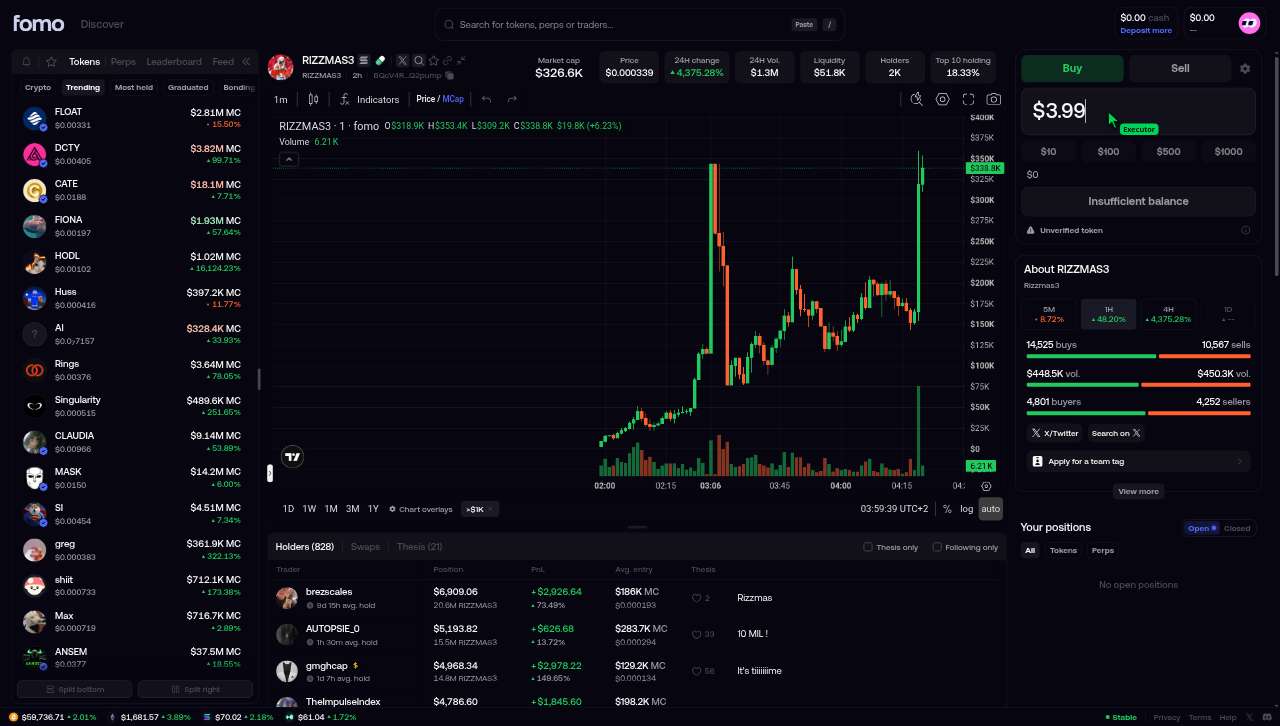 fomo Discover
Search for tokens, perps or traders... Paste /
$0.00 cash
Deposit more
$0.00
—
Tokens Perps Leaderboard Feed
Crypto Trending Most held Graduated Bonding
FLOAT $2.81M MC
$0.00331 15.50%
DCTY $3.82M MC
$0.00405 99.71%
CATE $18.1M MC
$0.0188 7.71%
FIONA $1.93M MC
$0.00197 57.64%
HODL $1.02M MC
$0.00102 16,124.23%
Huss $397.2K MC
$0.000416 11.77%
? AI $328.4K MC
$0.0₇7157 33.93%
Rings $3.64M MC
$0.00376 78.05%
Singularity $489.6K MC
$0.000515 251.65%
CLAUDIA $9.14M MC
$0.00966 53.89%
MASK $14.2M MC
$0.0150 6.00%
SI $4.51M MC
$0.00454 7.34%
greg $361.9K MC
$0.000383 322.13%
shiit $712.1K MC
$0.000733 173.38%
Max $716.7K MC
$0.000719 2.89%
ANSEM $37.5M MC
$0.0377 18.55%
Split bottom Split right
RIZZMAS3
RIZZMAS3 2h BQcV4R...Q2pump
Market cap
$326.6K
Price
$0.000339
24H change
4,375.28%
24H Vol.
$1.3M
Liquidity
$51.8K
Holders
2K
Top 10 holding
18.33%
1m Indicators Price / MCap
RIZZMAS3 · 1 · fomo O$318.9K H$353.4K L$309.2K C$338.8K $19.8K (+6.23%)
Volume 6.21 K
$400K
$375K
$350K
$338.8K
$325K
$300K
$275K
$250K
$225K
$200K
$175K
$150K
$125K
$100K
$75K
$50K
$25K
$0
6.21 K
02:00 02:15 03:06 03:45 04:00 04:15 04:
1D 1W 1M 3M 1Y Chart overlays >$1K 03:59:39 UTC+2 % log auto
Holders (828) Swaps Thesis (21) Thesis only Following only
Trader Position PnL Avg. entry Thesis
brezscales $6,909.06 +$2,926.64 $186K MC
9d 15h avg. hold 20.6M RIZZMAS3 73.49% $0.000193 2 Rizzmas
AUTOPSIE_0 $5,193.82 +$626.68 $283.7K MC
1h 30m avg. hold 15.5M RIZZMAS3 13.72% $0.000294 33 10 MIL !
gmghcap $4,968.34 +$2,978.22 $129.2K MC
1d 7h avg. hold 14.8M RIZZMAS3 149.65% $0.000134 58 It's tiiiiiiime
TheImpulseIndex $4,786.60 +$1,845.60 $198.2K MC
Buy Sell
$3.99
Executor
$10 $100 $500 $1000
$0
Insufficient balance
Unverified token
About RIZZMAS3
Rizzmas3
5M 1H 4H 1D
8.72% 48.20% 4,375.28% --
14,525 buys 10,567 sells
$448.5K vol. $450.3K vol.
4,801 buyers 4,252 sellers
X/Twitter Search on X
Apply for a team tag
View more
Your positions Open Closed
All Tokens Perps
No open positions
$59,736.71 2.01% $1,681.57 3.89% $70.02 2.18% $61.04 1.72% Stable Privacy Terms Help